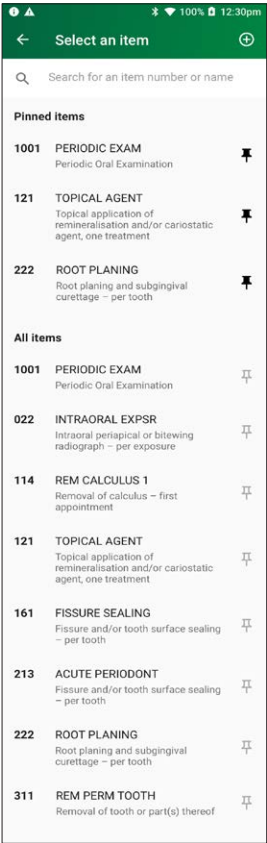 100% 12:30pm
Select an item
Search for an item number or name
Pinned items
1001 PERIODIC EXAM
Periodic Oral Examination
121 TOPICAL AGENT
Topical application of
remineralisation and/or cariostatic
agent, one treatment
222 ROOT PLANING
Root planing and subgingival
curettage – per tooth
All items
1001 PERIODIC EXAM
Periodic Oral Examination
022 INTRAORAL EXPSR
Intraoral periapical or bitewing
radiograph – per exposure
114 REM CALCULUS 1
Removal of calculus – first
appointment
121 TOPICAL AGENT
Topical application of
remineralisation and/or cariostatic
agent, one treatment
161 FISSURE SEALING
Fissure and/or tooth surface sealing
– per tooth
213 ACUTE PERIODONT
Fissure and/or tooth surface sealing
– per tooth
222 ROOT PLANING
Root planing and subgingival
curettage – per tooth
311 REM PERM TOOTH
Removal of tooth or part(s) thereof